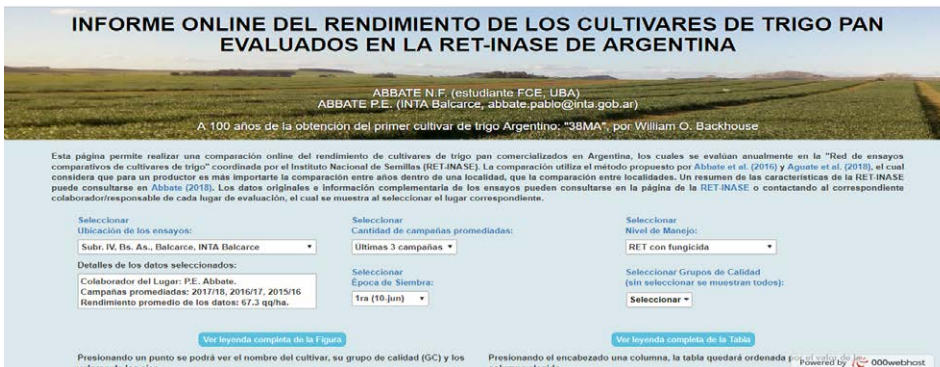 INFORME ONLINE DEL RENDIMIENTO DE LOS CULTIVARES DE TRIGO PAN
EVALUADOS EN LA RET-INASE DE ARGENTINA
ABBATE N.F. (estudiante FCE, UBA)
ABBATE P.E. (INTA Balcarce, abbate.pablo@inta.gob.ar)
A 100 años de la obtención del primer cultivar de trigo Argentino: "38MA", por William O. Backhouse
Esta página permite realizar una comparación online del rendimiento de cultivares de trigo pan comercializados en Argentina, los cuales se evalúan anualmente en la "Red de ensayos
comparativos de cultivares de trigo" coordinada por el Instituto Nacional de Semillas (RET-INASE). La comparación utiliza el método propuesto por Abbate et al. (2016) y Aguate et al. (2018), el cual
considera que para un productor es más importarte la comparación entre años dentro de una localidad, que la comparación entre localidades. Un resumen de las características de la RET-INASE
puede consultarse en Abbate (2018). Los datos originales e información complementaria de los ensayos pueden consultarse en la página de la RET-INASE o contactando al correspondiente
colaborador/responsable de cada lugar de evaluación, el cual se muestra al seleccionar el lugar correspondiente.
Seleccionar
Ubicación de los ensayos:
Subr. IV, Bs. As., Balcarce, INTA Balcarce
Detalles de los datos seleccionados:
Colaborador del Lugar: P.E. Abbate.
Campañas promediadas: 2017/18, 2016/17, 2015/16
Rendimiento promedio de los datos: 67.3 qq/ha.
Seleccionar
Cantidad de campañas promediadas:
Últimas 3 campañas
Seleccionar
Época de Siembra:
1ra (10-jun)
Seleccionar
Nivel de Manejo:
RET con fungicida
Seleccionar Grupos de Calidad
(sin seleccionar se muestran todos):
Seleccionar
Ver leyenda completa de la Figura
Ver leyenda completa de la Tabla
Presionando un punto se podrá ver el nombre del cultivar, su grupo de calidad (GC) y los
Presionando el encabezado una columna, la tabla quedará ordenada por el valor de la
Powered by 000webhost